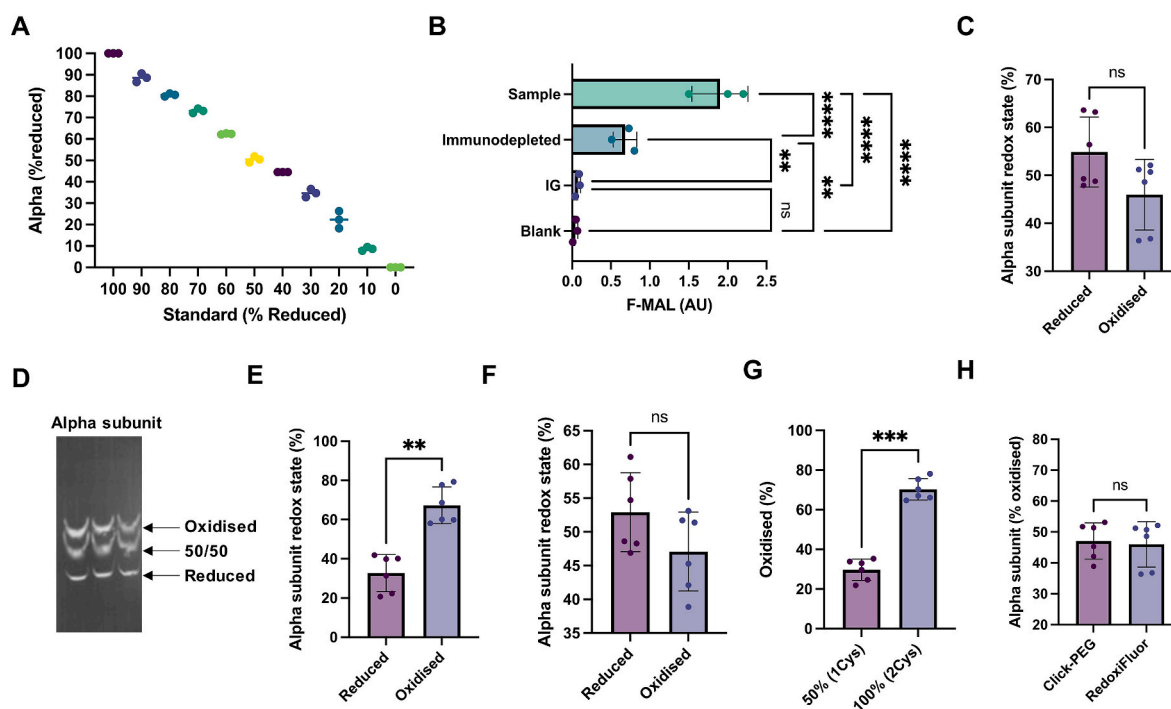 A
Alpha (%reduced)
100
90
80
70
60
50
40
30
20
10
0
100 90 80 70 60 50 40 30 20 10 0
Standard (% Reduced)
B
Sample
Immunodepleted
IG
Blank
0.0 0.5 1.0 1.5 2.0 2.5
F-MAL (AU)
****
**
ns
****
**
****
C
Alpha subunit redox state (%)
70
60
50
40
30
ns
Reduced
Oxidised
D
Alpha subunit
Oxidised
50/50
Reduced
E
Alpha subunit redox state (%)
100
80
60
40
20
0
**
Reduced
Oxidised
F
Alpha subunit redox state (%)
65
60
55
50
45
40
35
ns
Reduced
Oxidised
G
Oxidised (%)
100
80
60
40
20
0
***
50% (1Cys)
100% (2Cys)
H
Alpha subunit (% oxidised)
80
70
60
50
40
30
20
ns
Click-PEG
RedoxiFluor